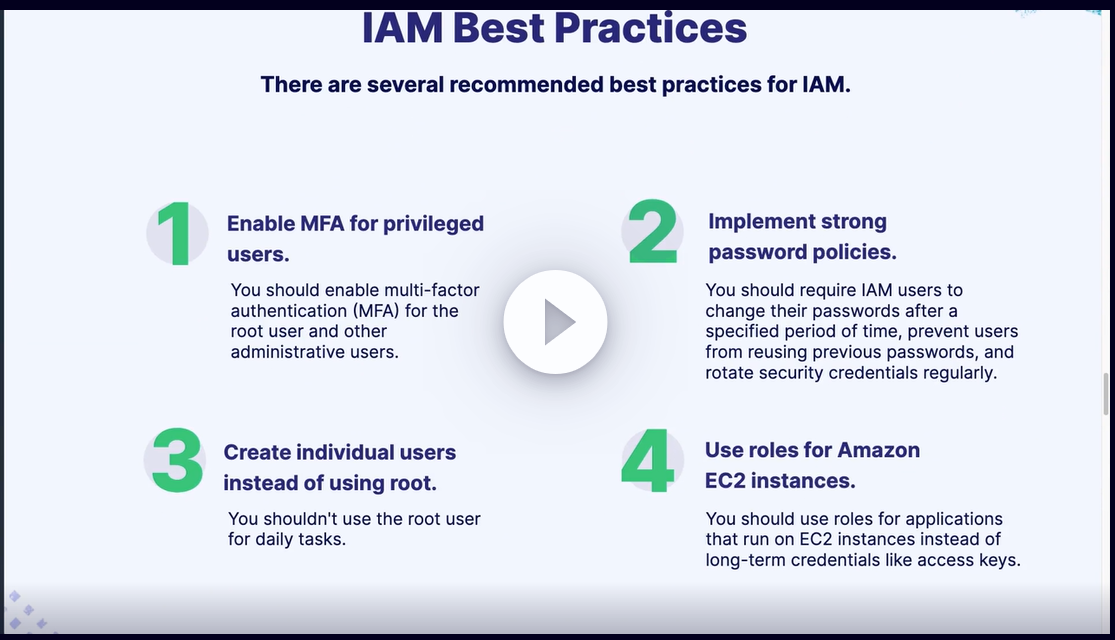 IAM Best Practices
There are several recommended best practices for IAM.
1
Enable MFA for privileged
users.
You should enable multi-factor
authentication (MFA) for the
root user and other
administrative users.
2
Implement strong
password policies.
You should require IAM users to
change their passwords after a
specified period of time, prevent users
from reusing previous passwords, and
rotate security credentials regularly.
3
Create individual users
instead of using root.
You shouldn't use the root user
for daily tasks.
4
Use roles for Amazon
EC2 instances.
You should use roles for applications
that run on EC2 instances instead of
long-term credentials like access keys.